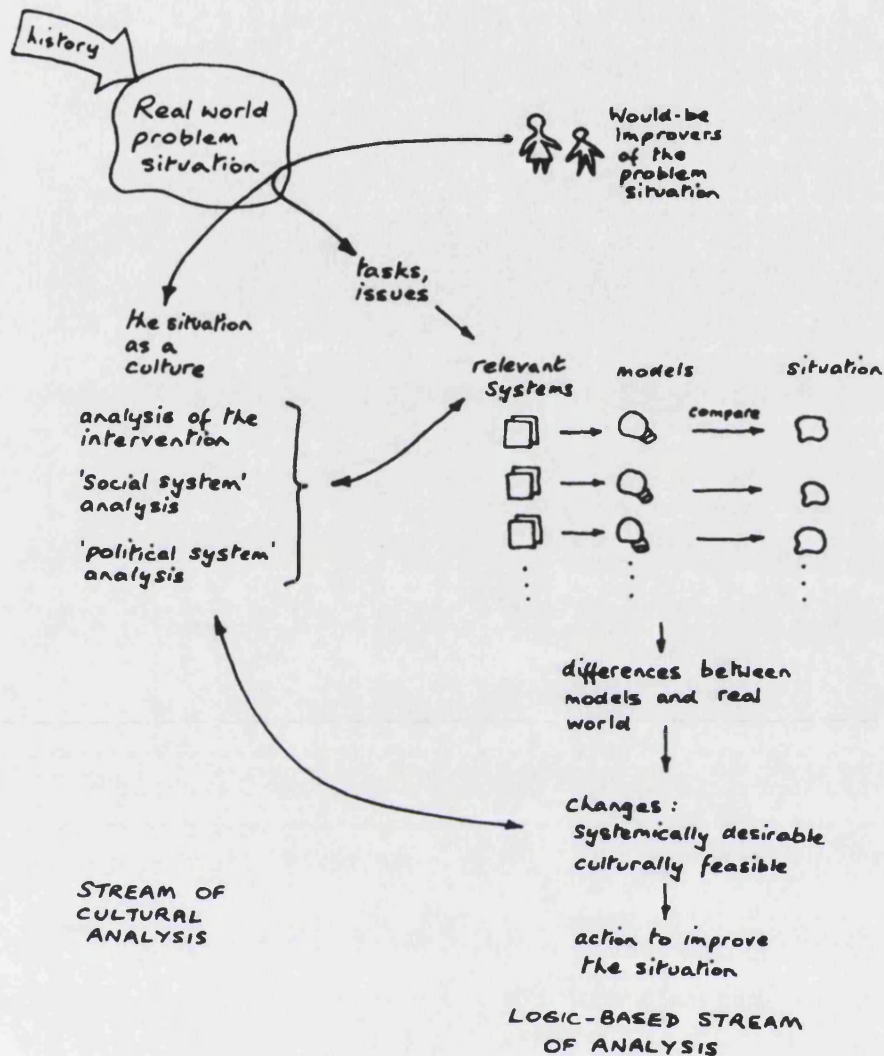 history
Real world
problem
situation
Would-be
improvers
of the
problem
situation
tasks,
issues
the situation
as a
culture
relevant
Systems
models
situation
analysis of the
intervention
'social system'
analysis
'political system'
analysis
compare
differences between
models and real
world
changes:
systemically desirable
culturally feasible
action to improve
the situation
STREAM OF
CULTURAL
ANALYSIS
LOGIC-BASED STREAM
OF ANALYSIS